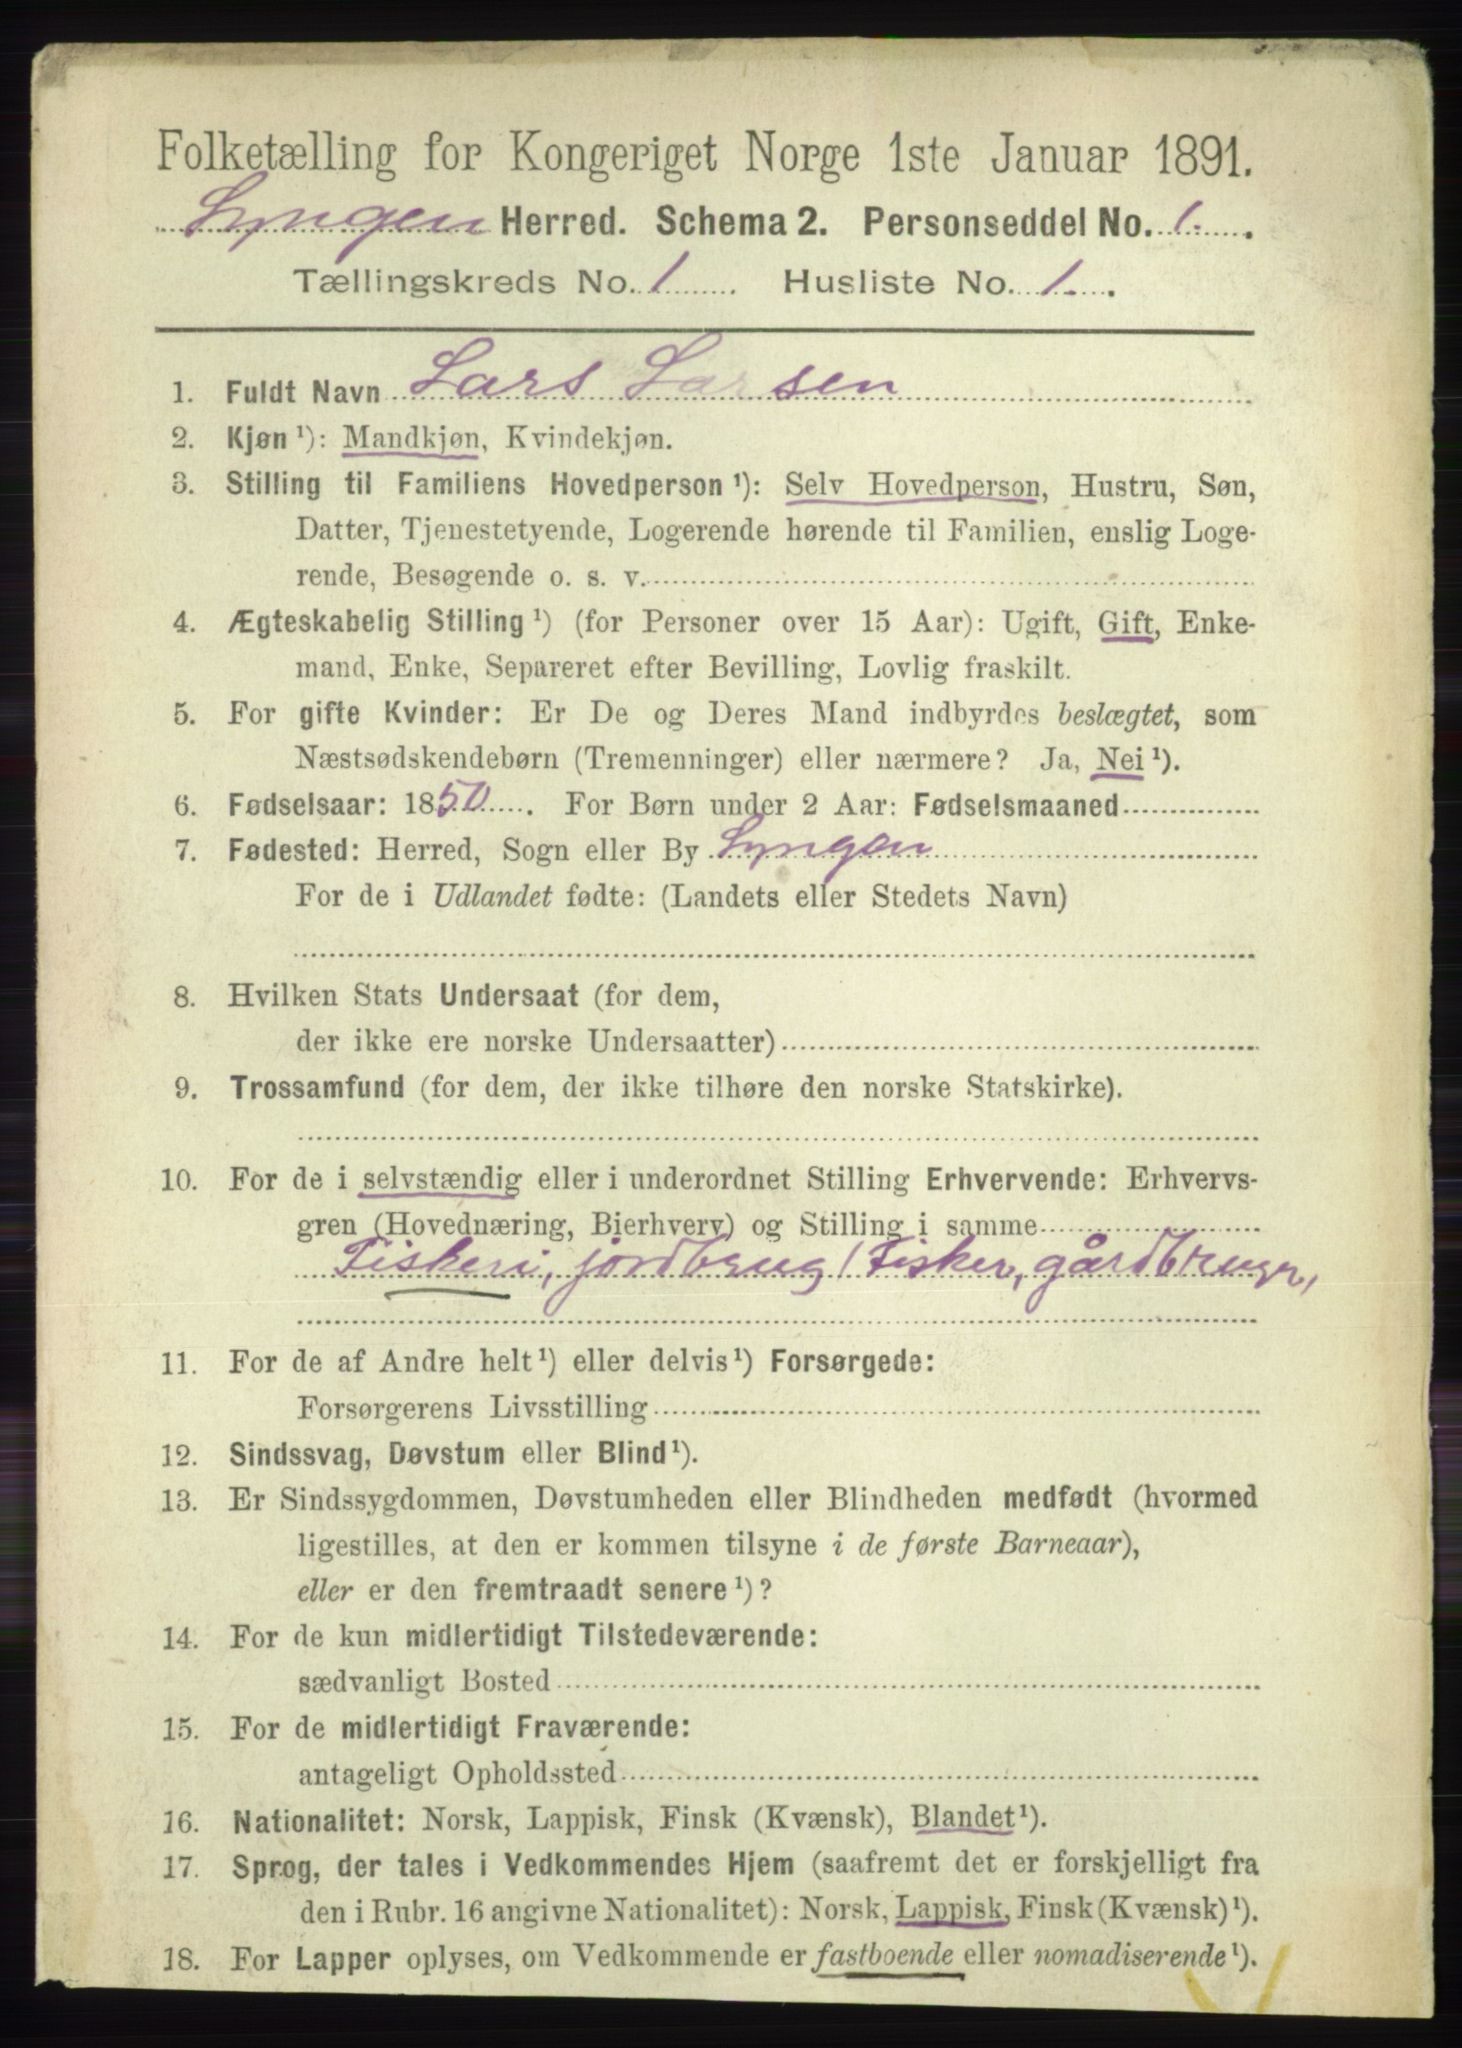 Folketælling for Kongeriget Norge 1ste Januar 1891.
Lyngen Herred. Schema 2. Personseddel No. 1.
Tællingskreds No. 1 Husliste No. 1.
1. Fuldt Navn Lars Larsen
2. Kjøn ¹): Mandkjøn, Kvindekjøn.
3. Stilling til Familiens Hovedperson ¹): Selv Hovedperson, Hustru, Søn,
Datter, Tjenestetyende, Logerende hørende til Familien, enslig Loge-
rende, Besøgende o. s. v.
4. Ægteskabelig Stilling ¹) (for Personer over 15 Aar): Ugift, Gift, Enke-
mand, Enke, Separeret efter Bevilling, Lovlig fraskilt.
5. For gifte Kvinder: Er De og Deres Mand indbyrdes beslægtet, som
Næstsødskendebørn (Tremenninger) eller nærmere? Ja, Nei ¹).
6. Fødselsaar: 1850. For Børn under 2 Aar: Fødselsmaaned
7. Fødested: Herred, Sogn eller By Lyngen
For de i Udlandet fødte: (Landets eller Stedets Navn)
8. Hvilken Stats Undersaat (for dem,
der ikke ere norske Undersaatter)
9. Trossamfund (for dem, der ikke tilhøre den norske Statskirke).
10. For de i selvstændig eller i underordnet Stilling Erhvervende: Erhvervs-
gren (Hovednæring, Bierhverv) og Stilling i samme
Fiskeri, jordbrug / Fisker, gårdbruger,
11. For de af Andre helt ¹) eller delvis ¹) Forsørgede:
Forsørgerens Livsstilling
12. Sindssvag, Døvstum eller Blind ¹).
13. Er Sindssygdommen, Døvstumheden eller Blindheden medfødt (hvormed
ligestilles, at den er kommen tilsyne i de første Barneaar),
eller er den fremtraadt senere ¹)?
14. For de kun midlertidigt Tilstedeværende:
sædvanligt Bosted
15. For de midlertidigt Fraværende:
antageligt Opholdssted
16. Nationalitet: Norsk, Lappisk, Finsk (Kvænsk), Blandet ¹).
17. Sprog, der tales i Vedkommendes Hjem (saafremt det er forskjelligt fra
den i Rubr. 16 angivne Nationalitet): Norsk, Lappisk, Finsk (Kvænsk) ¹).
18. For Lapper oplyses, om Vedkommende er fastboende eller nomadiserende ¹).